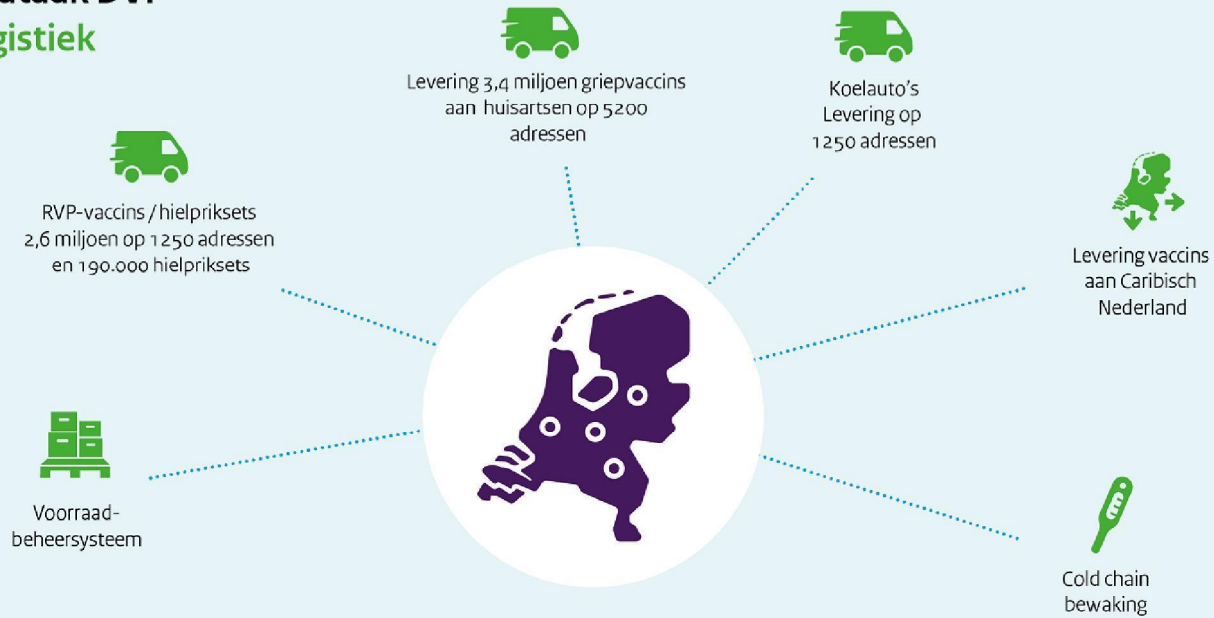 DVP
Levering 3,4 miljoen griepvaccins
aan huisartsen op 5200
adressen
Koelauto's
Levering op
1250 adressen
RVP-vaccins / hielpriksets
2,6 miljoen op 1250 adressen
en 190.000 hielpriksets
Levering vaccins
aan Caribisch
Nederland
Voorraad-
beheersysteem
Cold chain
bewaking